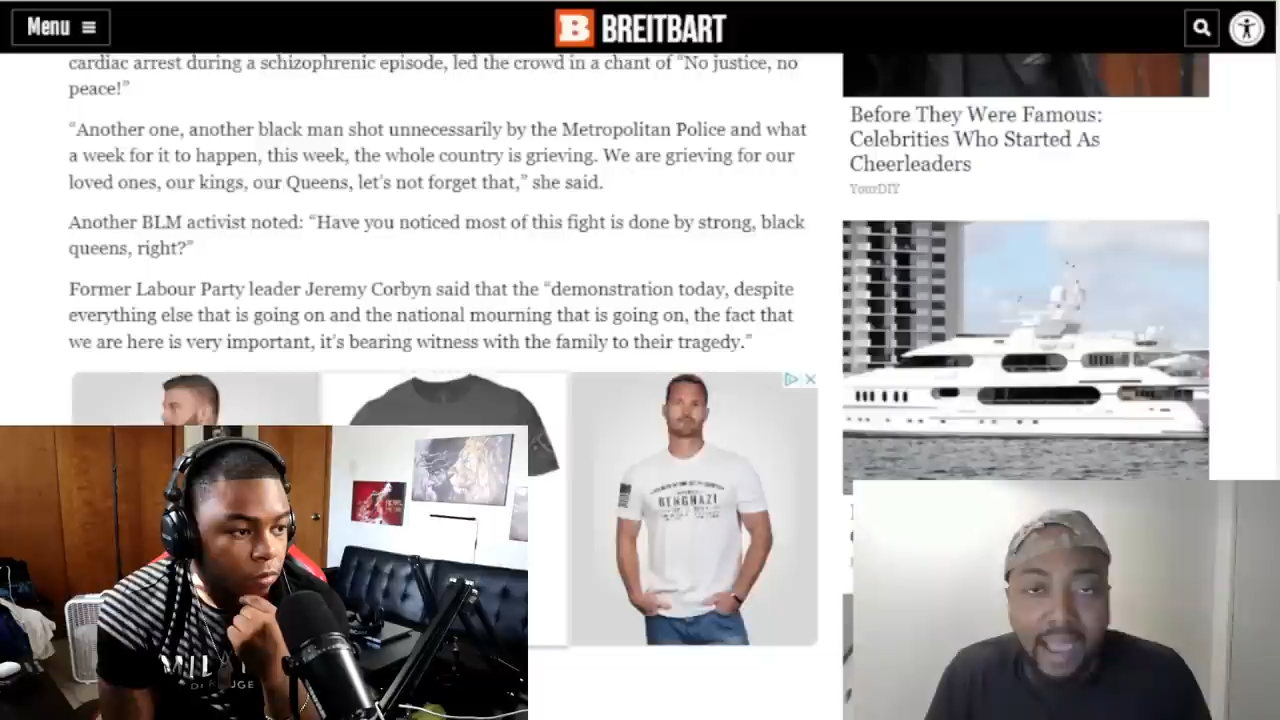 Menu
BREITBART
cardiac arrest during a schizophrenic episode, led the crowd in a chant of “No justice, no
peace!”
“Another one, another black man shot unnecessarily by the Metropolitan Police and what
a week for it to happen, this week, the whole country is grieving. We are grieving for our
loved ones, our kings, our Queens, let’s not forget that,” she said.
Another BLM activist noted: “Have you noticed most of this fight is done by strong, black
queens, right?”
Former Labour Party leader Jeremy Corbyn said that the “demonstration today, despite
everything else that is going on and the national mourning that is going on, the fact that
we are here is very important, it’s bearing witness with the family to their tragedy.”
Before They Were Famous:
Celebrities Who Started As
Cheerleaders
YourDIY
BENGHAZI